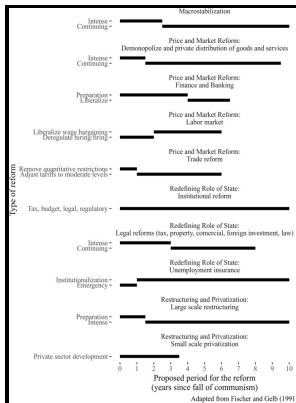 Macrostabilization
Intense
Continuing
Price and Market Reform:
Demonopolize and private distribution of goods and services
Intense
Continuing
Price and Market Reform:
Finance and Banking
Preparation
Liberalize
Price and Market Reform:
Labor market
Liberalize wage bargaining
Deregulate hiring/firing
Price and Market Reform:
Trade reform
Remove quantitative restrictions
Adjust tariffs to moderate levels
Redefining Role of State:
Institutional reform
Tax, budget, legal, regulatory
Redefining Role of State:
Legal reforms (tax, property, comercial, foreign investment, law)
Intense
Continuing
Redefining Role of State:
Unemployment insurance
Institutionalization
Emergency
Restructuring and Privatization:
Large scale restructuring
Preparation
Intense
Restructuring and Privatization:
Small scale privatization
Private sector development
0 1 2 3 4 5 6 7 8 9 10
Proposed period for the reform
(years since fall of communism)
Type of reform
Adapted from Fischer and Gelb (1991